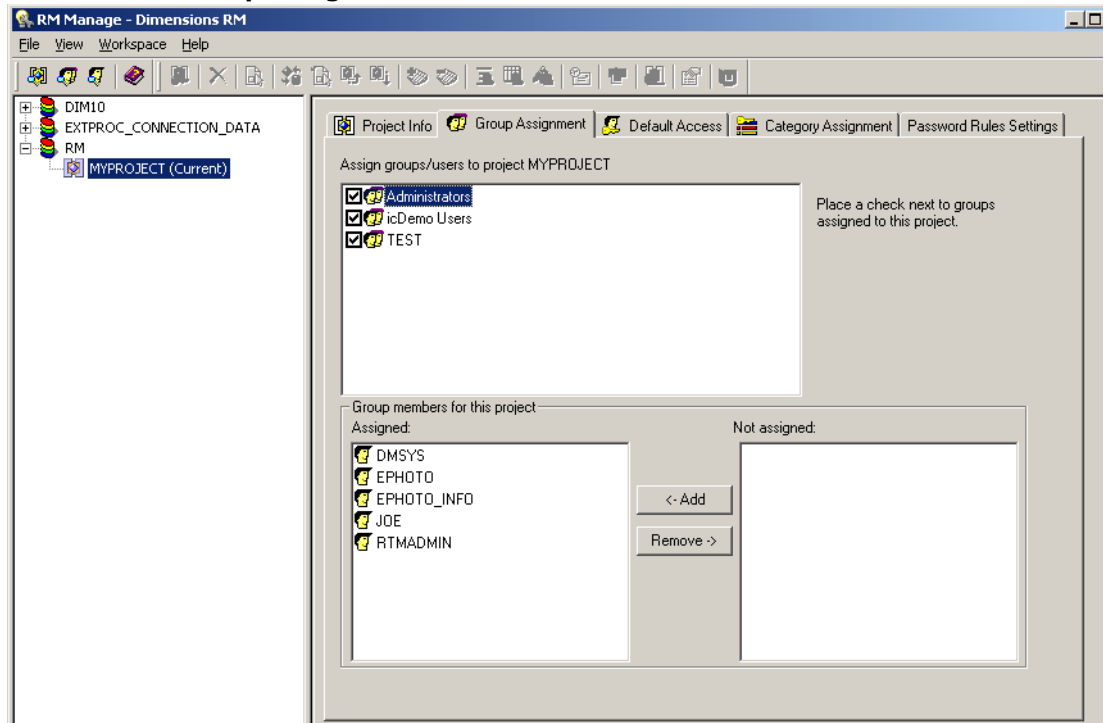 RM Manage - Dimensions RM
File View Workspace Help
DIM10
EXTPROC_CONNECTION_DATA
RM
MYPROJECT (Current)
Project Info Group Assignment Default Access Category Assignment Password Rules Settings
Assign groups/users to project MYPROJECT
Administrators
icDemo Users
TEST
Place a check next to groups
assigned to this project.
Group members for this project
Assigned: Not assigned:
DMSYS
EPHOTO
EPHOTO_INFO
JOE
RTMADMIN
<- Add
Remove ->